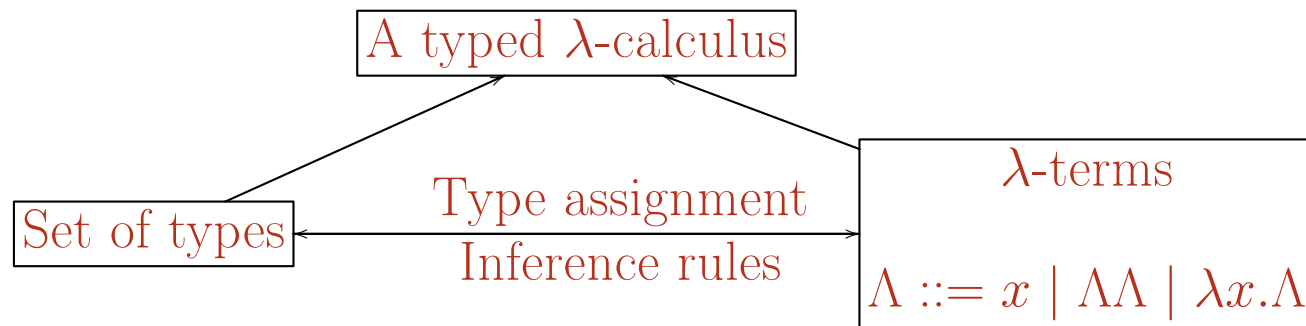 A typed λ-calculus
λ-terms
Type assignment
Set of types
Inference rules
Λ ::= x | ΛΛ | λx.Λ